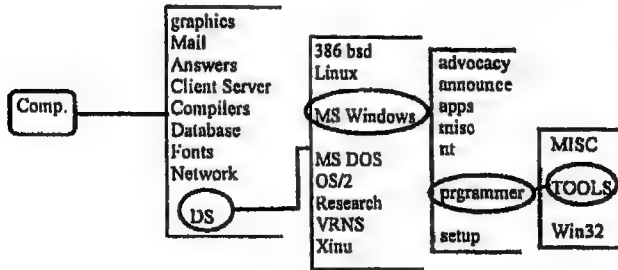 Comp.
graphics
Mail
Answers
Client Server
Compilers
Database
Fonts
Network
DS
386 bsd
Linux
MS Windows
MS DOS
OS/2
Research
VRNS
Xinu
advocacy
announce
apps
misc
nt
prgrammer
setup
MISC
TOOLS
Win32